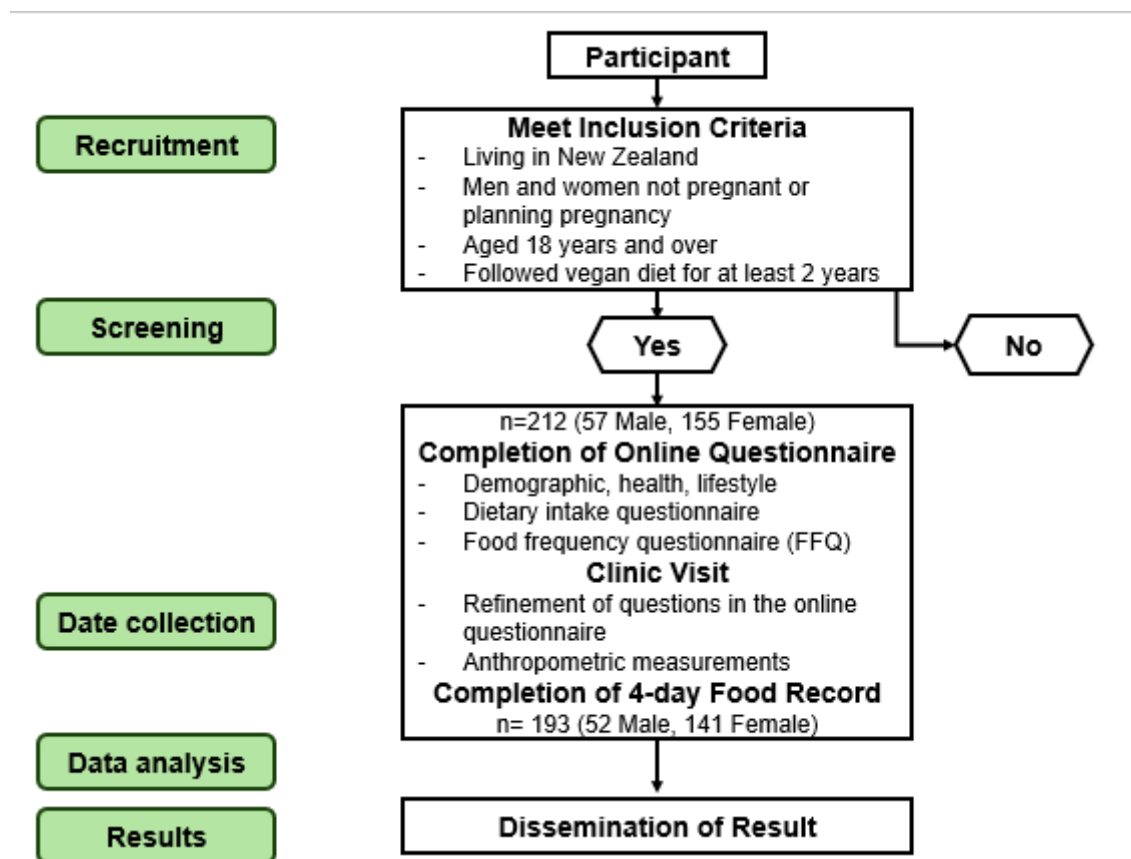 Participant
Recruitment
Meet Inclusion Criteria
- Living in New Zealand
- Men and women not pregnant or
planning pregnancy
- Aged 18 years and over
- Followed vegan diet for at least 2 years
Screening
Yes
No
n=212 (57 Male, 155 Female)
Completion of Online Questionnaire
- Demographic, health, lifestyle
- Dietary intake questionnaire
- Food frequency questionnaire (FFQ)
Clinic Visit
Date collection
- Refinement of questions in the online
questionnaire
- Anthropometric measurements
Completion of 4-day Food Record
n= 193 (52 Male, 141 Female)
Data analysis
Results
Dissemination of Result